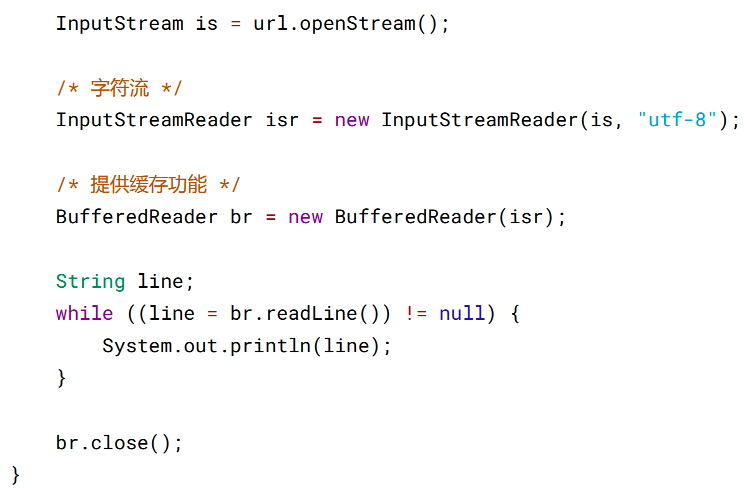 InputStream is = url.openStream();
/* 字符流 */
InputStreamReader isr = new InputStreamReader(is, "utf-8");
/* 提供缓存功能 */
BufferedReader br = new BufferedReader(isr);
String line;
while ((line = br.readLine()) != null) {
System.out.println(line);
}
br.close();
}